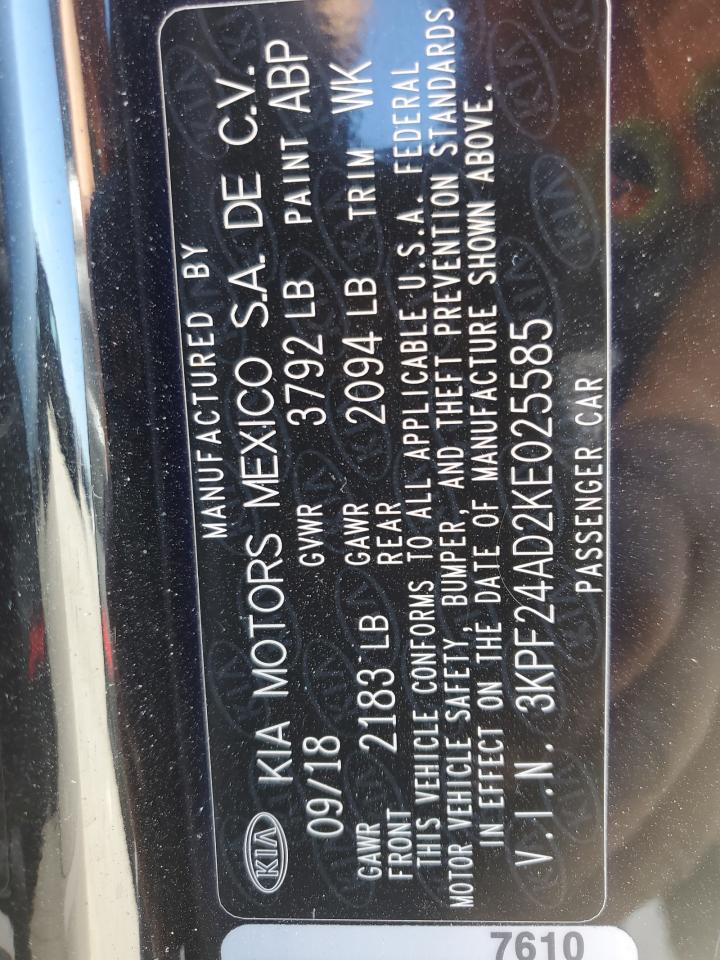 MANUFACTURED BY
KIA KIA MOTORS MEXICO S.A. DE C.V.
09/18 GVWR 3792 LB PAINT ABP
GAWR FRONT 2183 LB GAWR REAR 2094 LB TRIM WK
THIS VEHICLE CONFORMS TO ALL APPLICABLE U.S.A. FEDERAL
MOTOR VEHICLE SAFETY, BUMPER, AND THEFT PREVENTION STANDARDS
IN EFFECT ON THE DATE OF MANUFACTURE SHOWN ABOVE.
V.I.N. 3KPF24AD2KE025585
PASSENGER CAR
7610